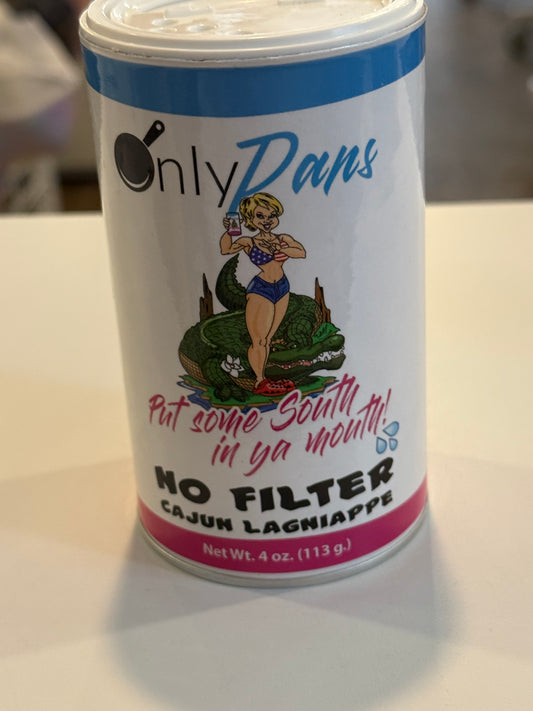 OnlyPans
Put some South
in ya mouth!
NO FILTER
CAJUN LAGNIAPPE
Net Wt. 4 oz. (113 g.)